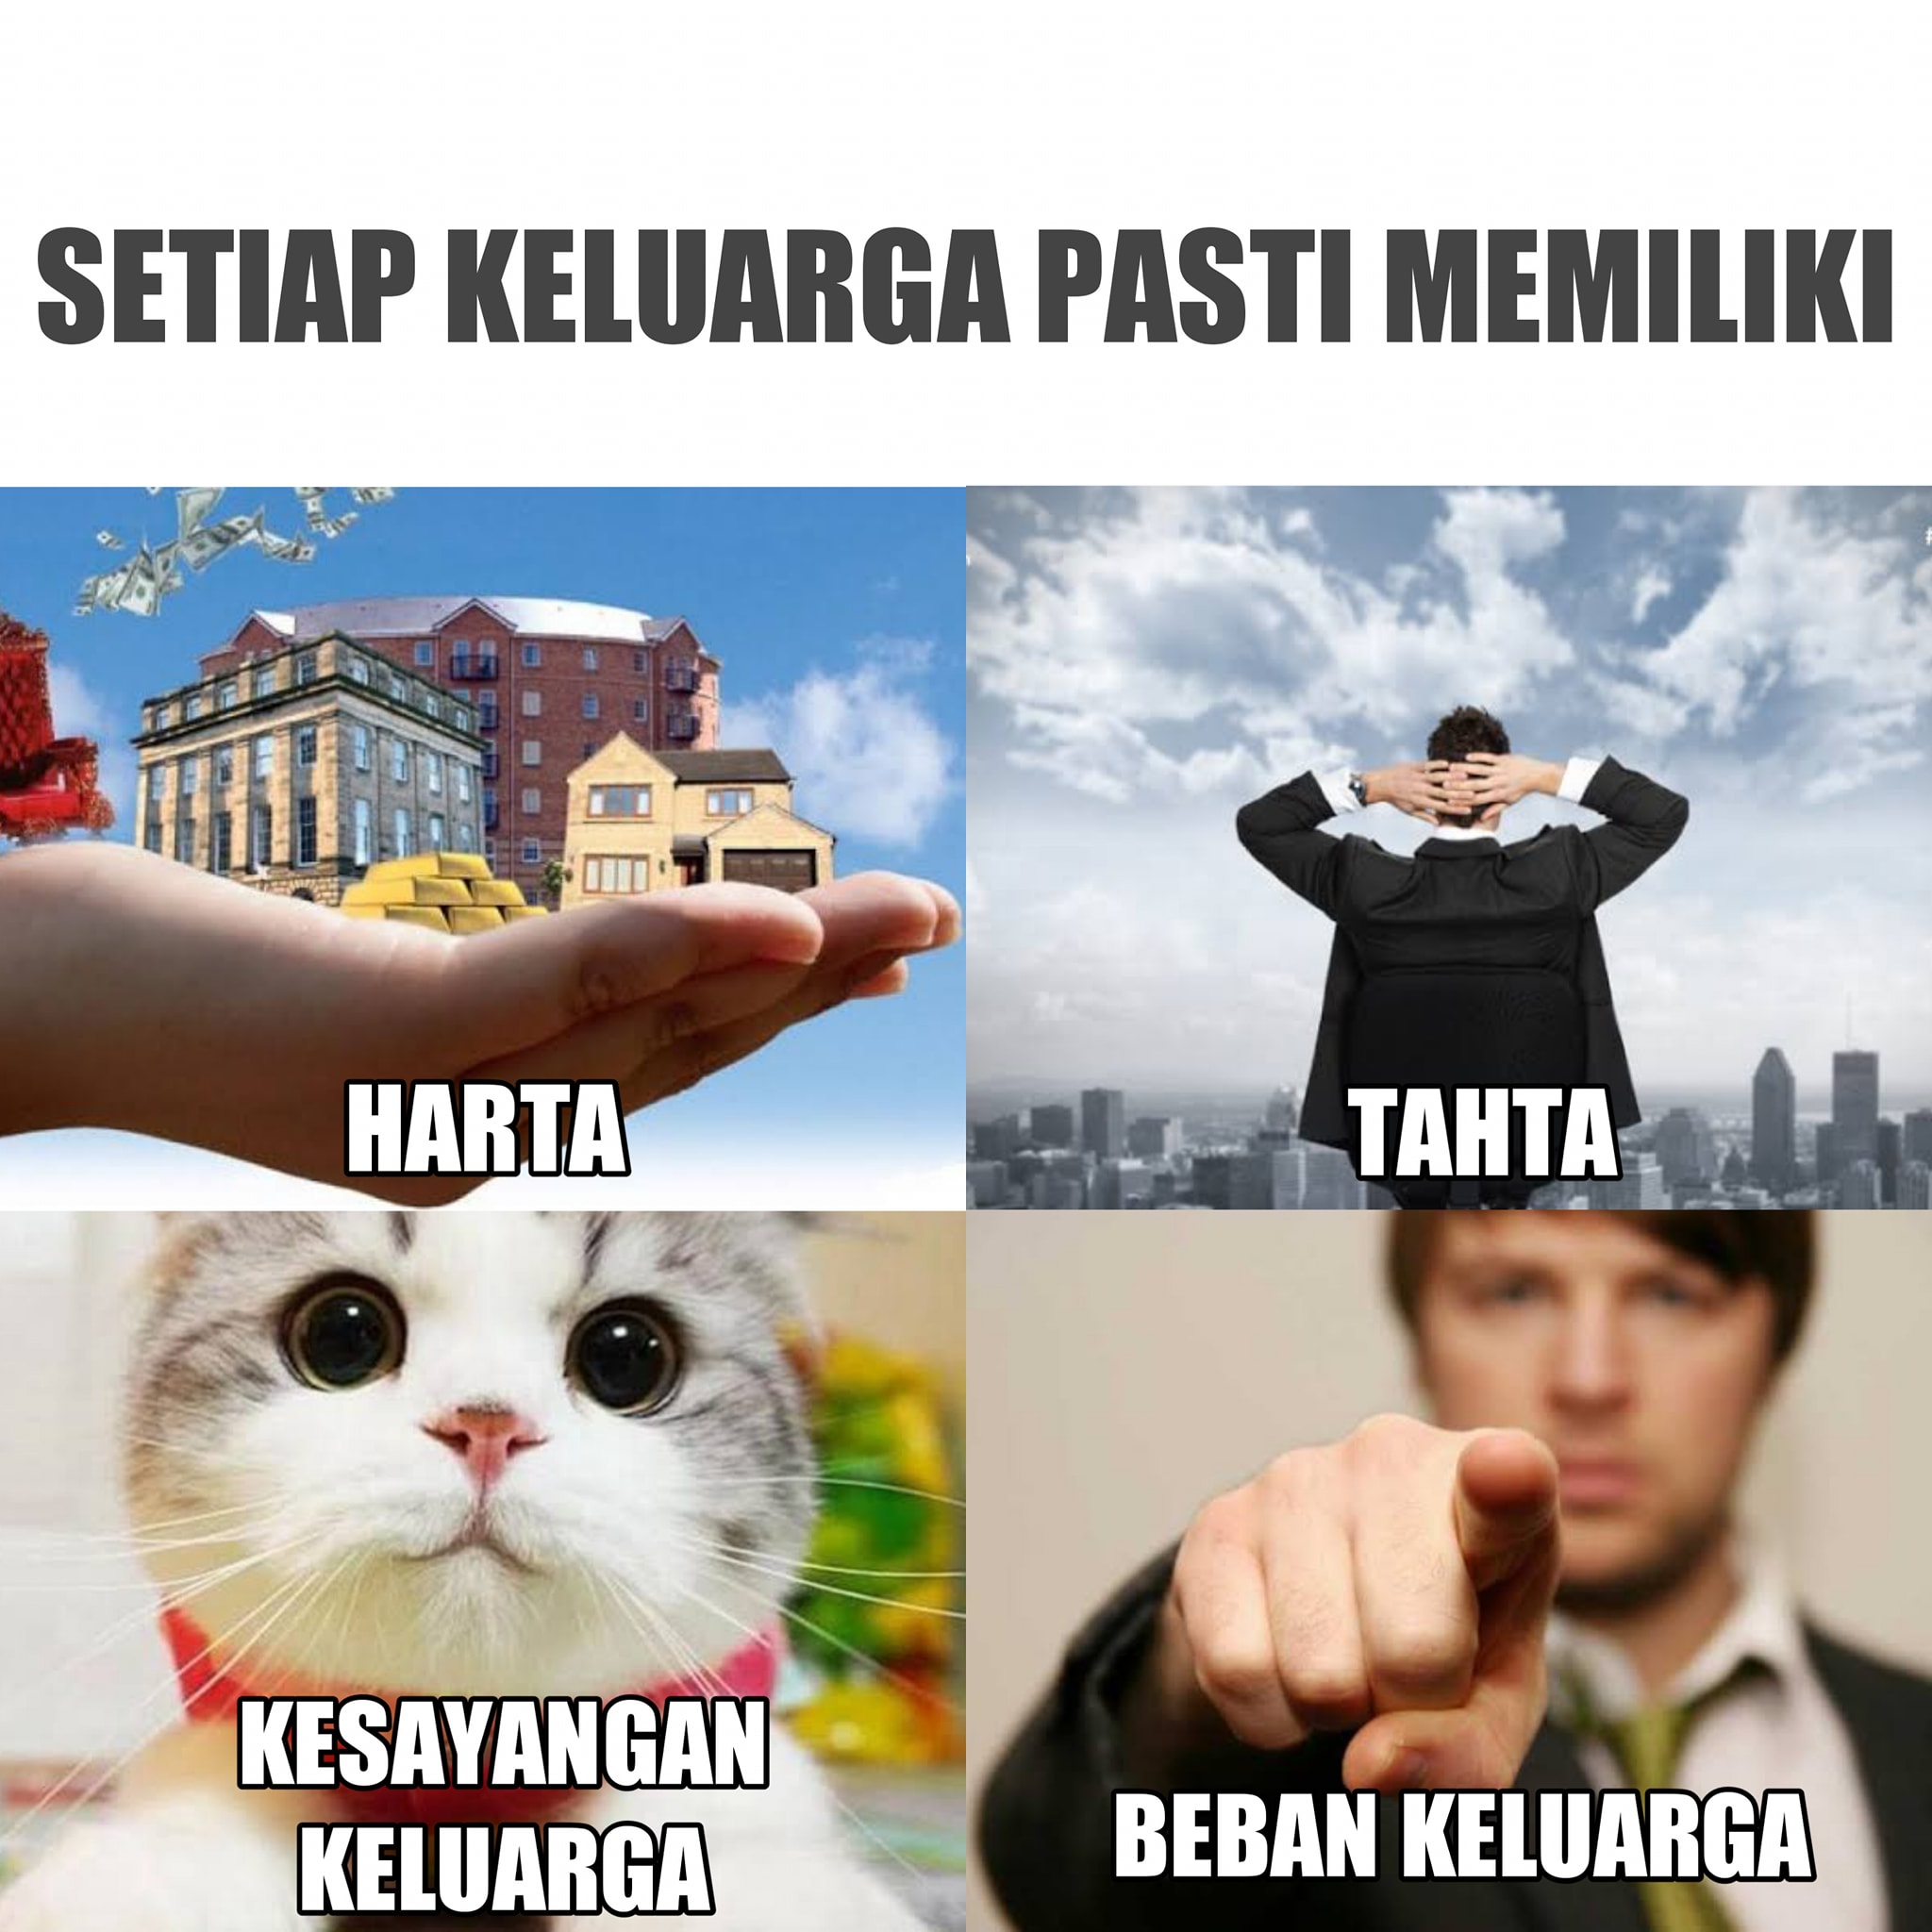 SETIAP KELUARGA PASTI MEMILIKI
HARTA
TAHTA
KESAYANGAN
KELUARGA
BEBAN KELUARGA